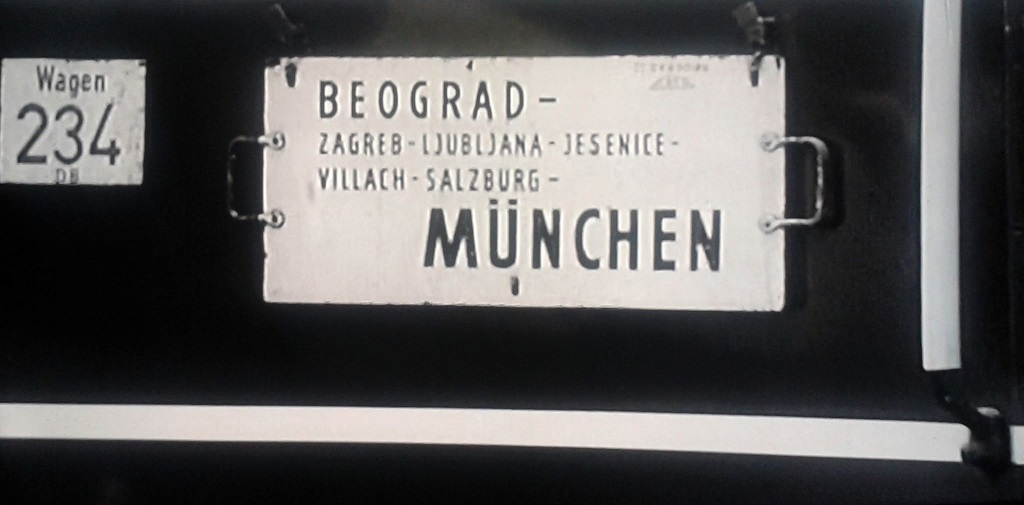 Wagen
234
DB
BEOGRAD-
ZAGREB-LJUBLJANA-JESENICE-
VILLACH-SALZBURG-
MÜNCHEN